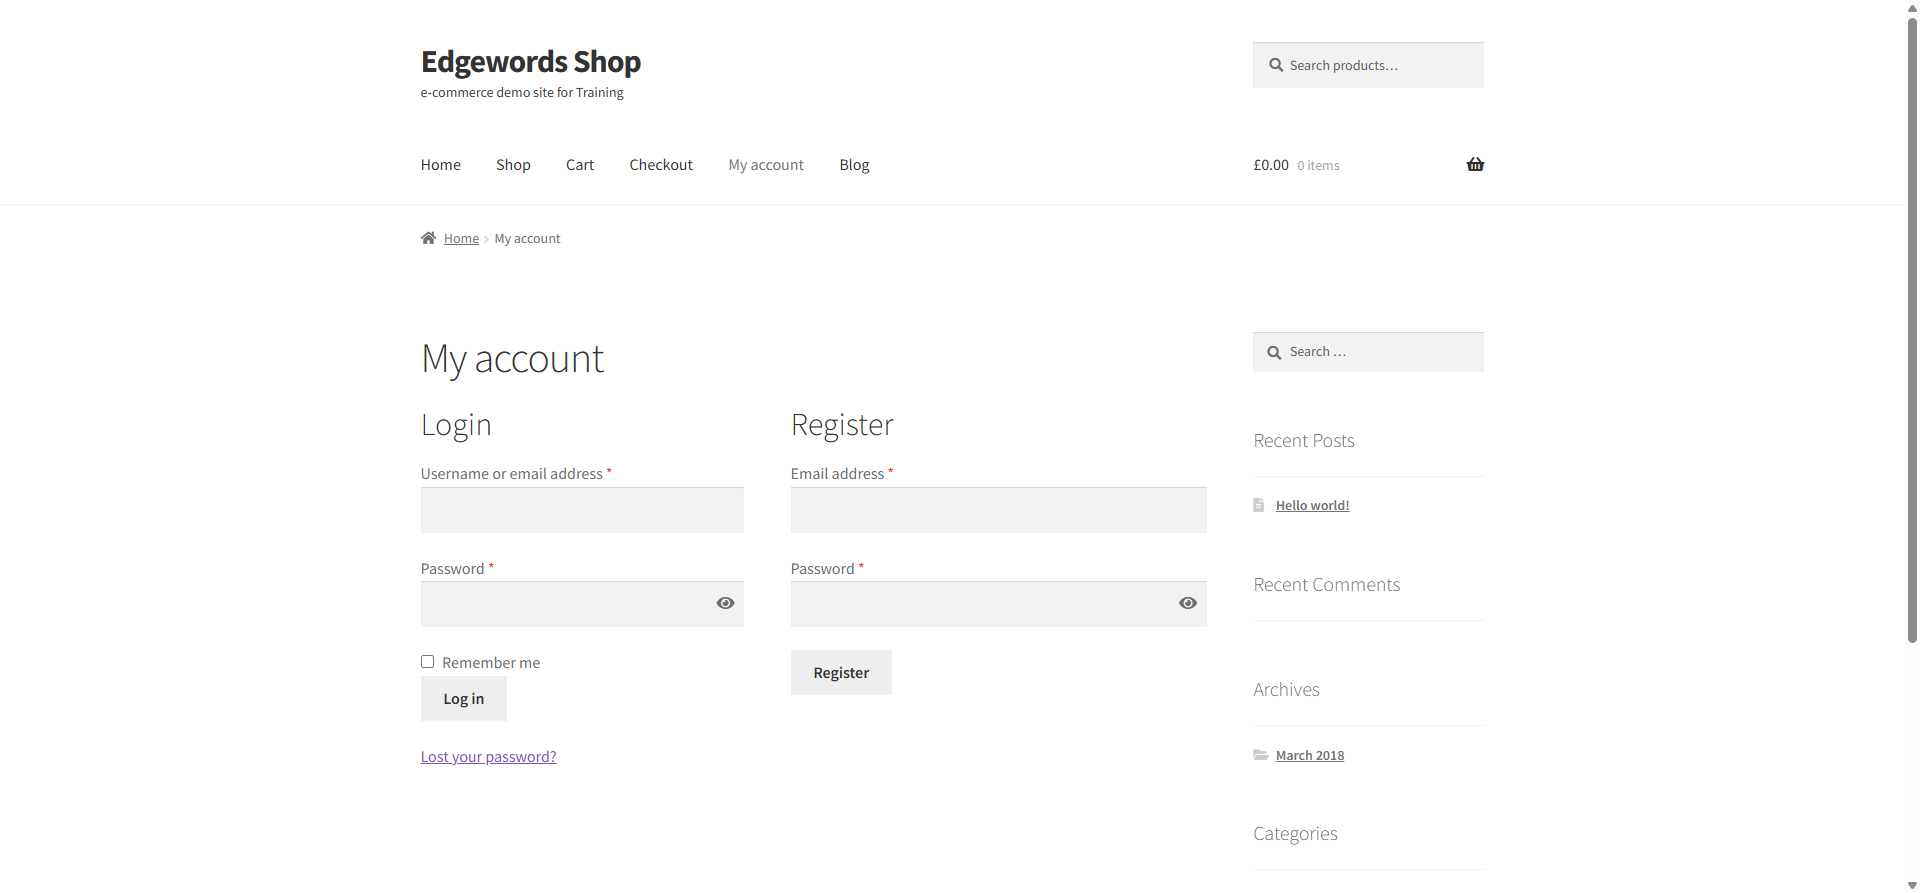 Edgewords Shop
e-commerce demo site for Training
Search products…
Home
Shop
Cart
Checkout
My account
Blog
£0.00 0 items
Home
My account
My account
Login
Username or email address *
Password *
Remember me
Log in
Lost your password?
Register
Email address *
Password *
Register
Search …
Recent Posts
Hello world!
Recent Comments
Archives
March 2018
Categories